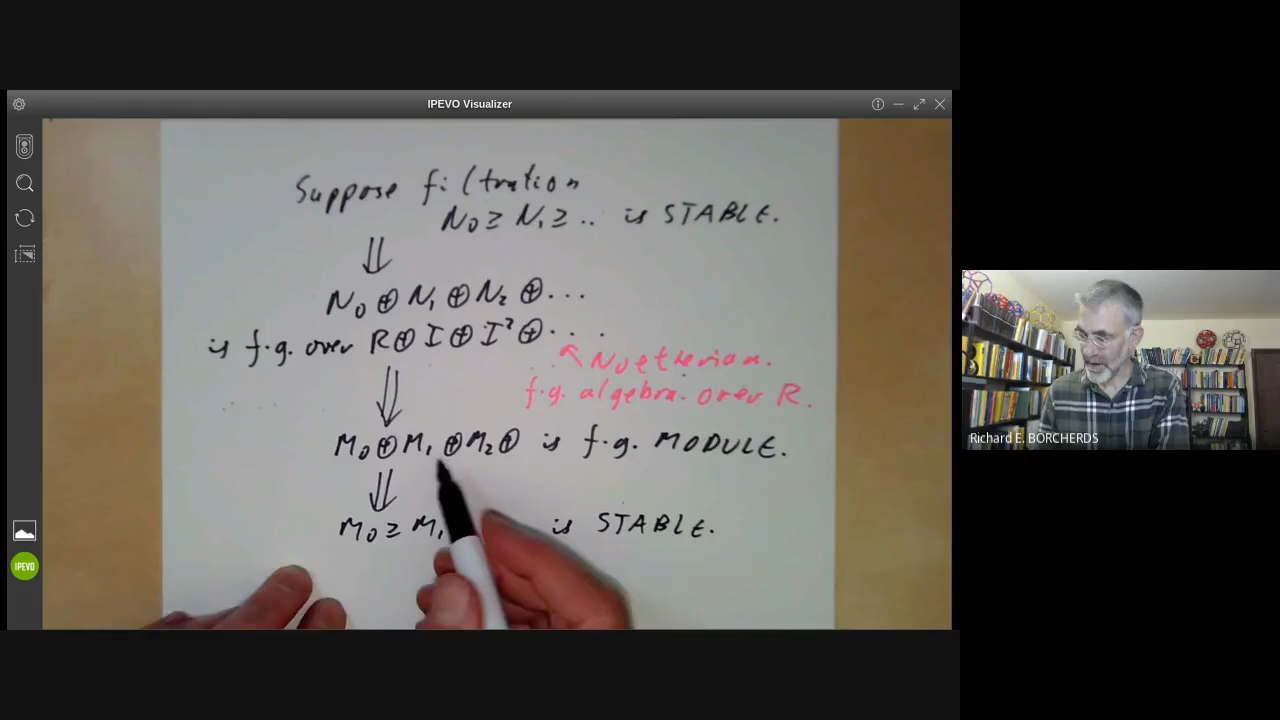 IPEVO Visualizer
Suppose filtration
N₀ ≥ N₁ ≥ .. is STABLE.
⇓
N₀ ⊕ N₁ ⊕ N₂ ⊕ ...
is f.g. over R ⊕ I ⊕ I² ⊕ ....
↖ Noetherian.
f.g. algebra. over R.
⇓
M₀ ⊕ M₁ ⊕ M₂ ⊕ is f.g. MODULE.
⇓
M₀ ≥ M₁ is STABLE.
IPEVO
Richard E. BORCHERDS